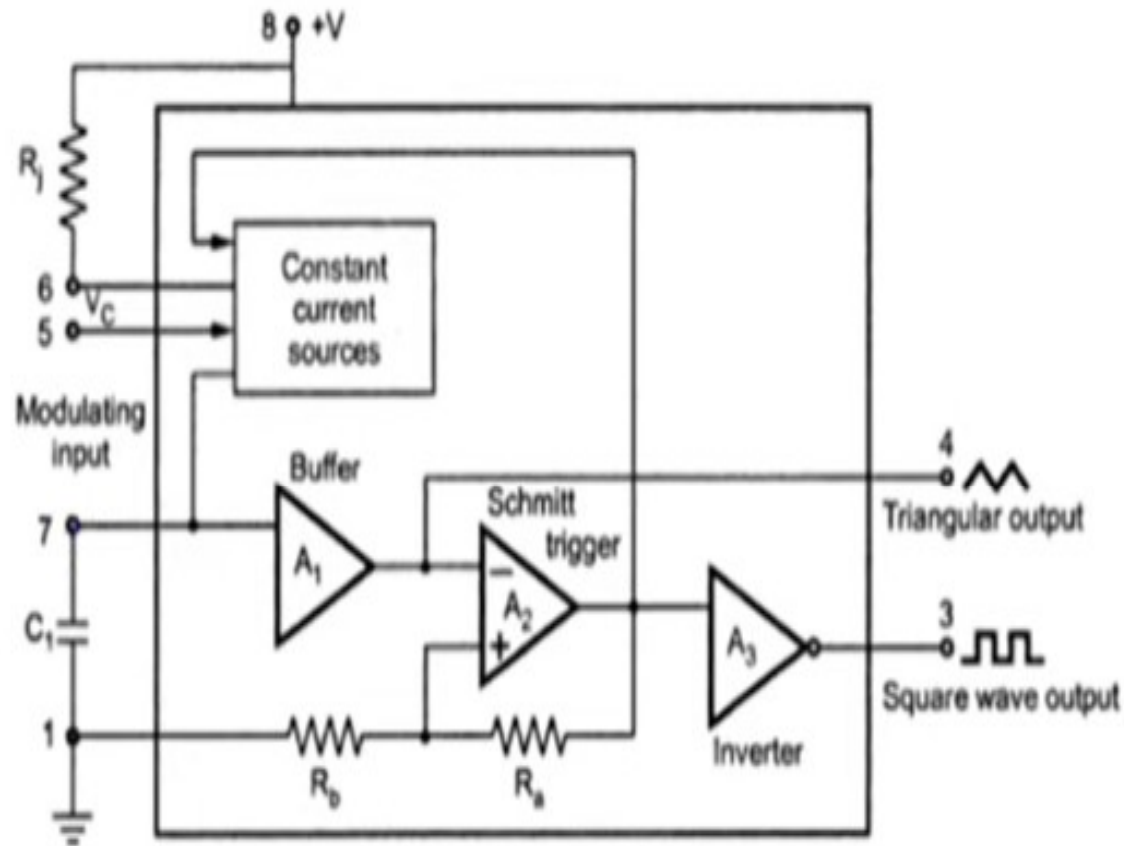 8 +V
Rj
6
VC
5
Constant
current
sources
Modulating
input
Buffer
4
Schmitt
trigger
Triangular output
7
A1
−
A2
+
C1
A3
3
Square wave output
1
Rb
Ra
Inverter